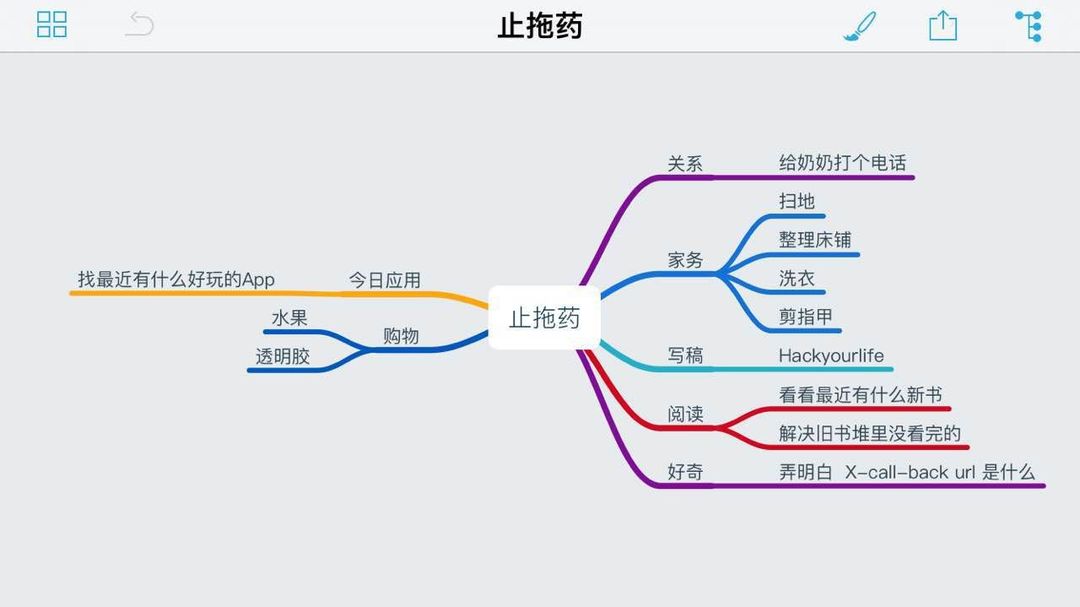 止拖药
关系
给奶奶打个电话
家务
扫地
整理床铺
洗衣
剪指甲
写稿
Hackyourlife
阅读
看看最近有什么新书
解决旧书堆里没看完的
好奇
弄明白 X-call-back url 是什么
止拖药
今日应用
找最近有什么好玩的App
购物
水果
透明胶